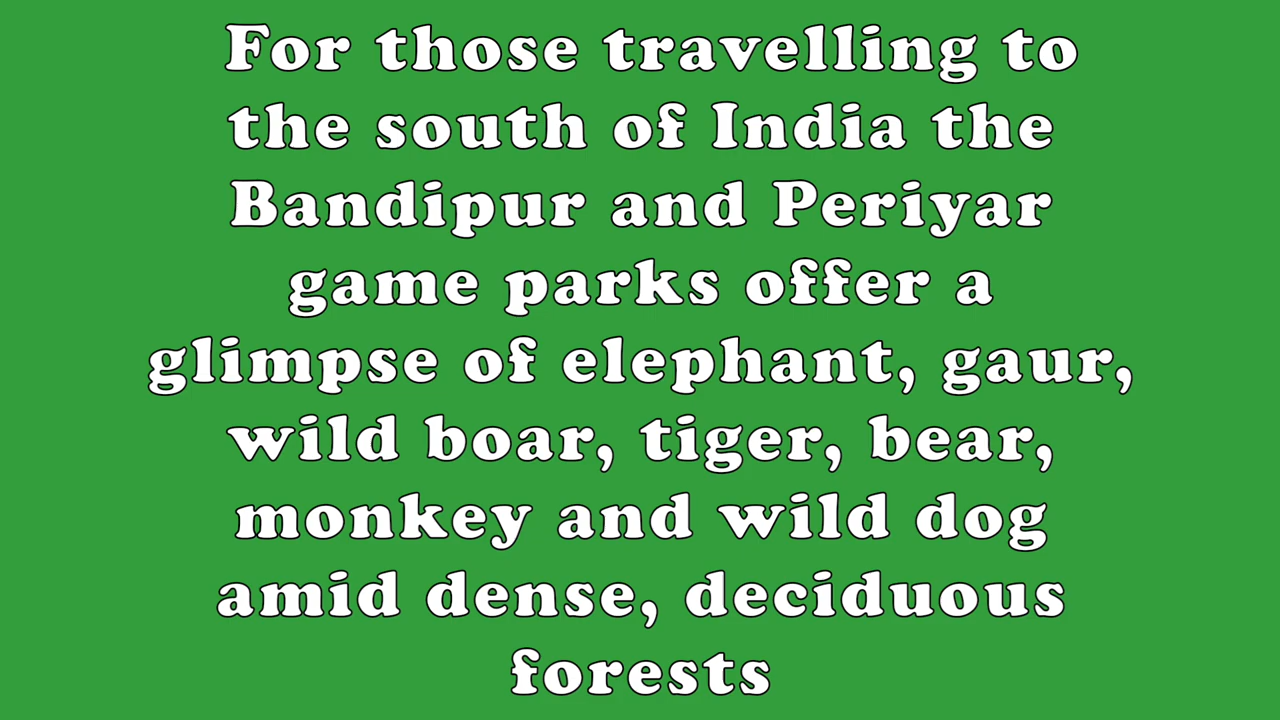 For those travelling to
the south of India the
Bandipur and Periyar
game parks offer a
glimpse of elephant, gaur,
wild boar, tiger, bear,
monkey and wild dog
amid dense, deciduous
forests